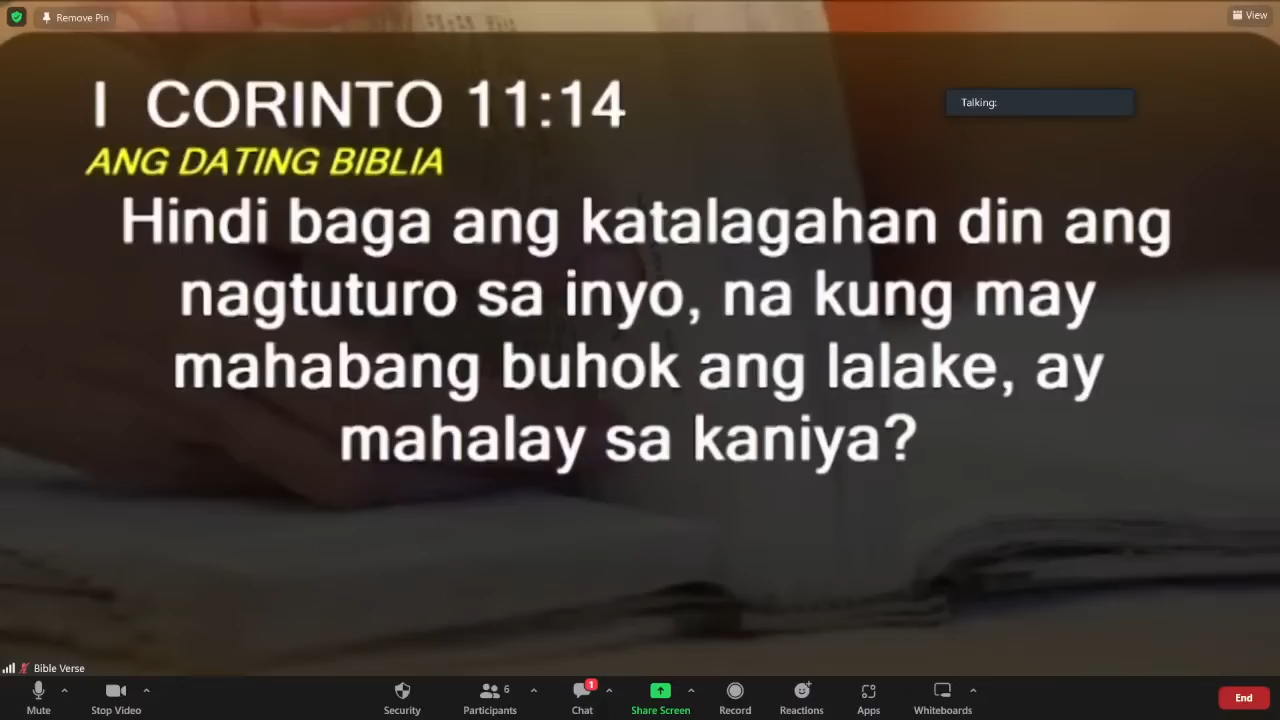 Remove Pin
View
I CORINTO 11:14
Talking:
ANG DATING BIBLIA
Hindi baga ang katalagahan din ang
nagtuturo sa inyo, na kung may
mahabang buhok ang lalake, ay
mahalay sa kaniya?
Bible Verse
Mute
Stop Video
Security
Participants 6
Chat 1
Share Screen
Record
Reactions
Apps
Whiteboards
End